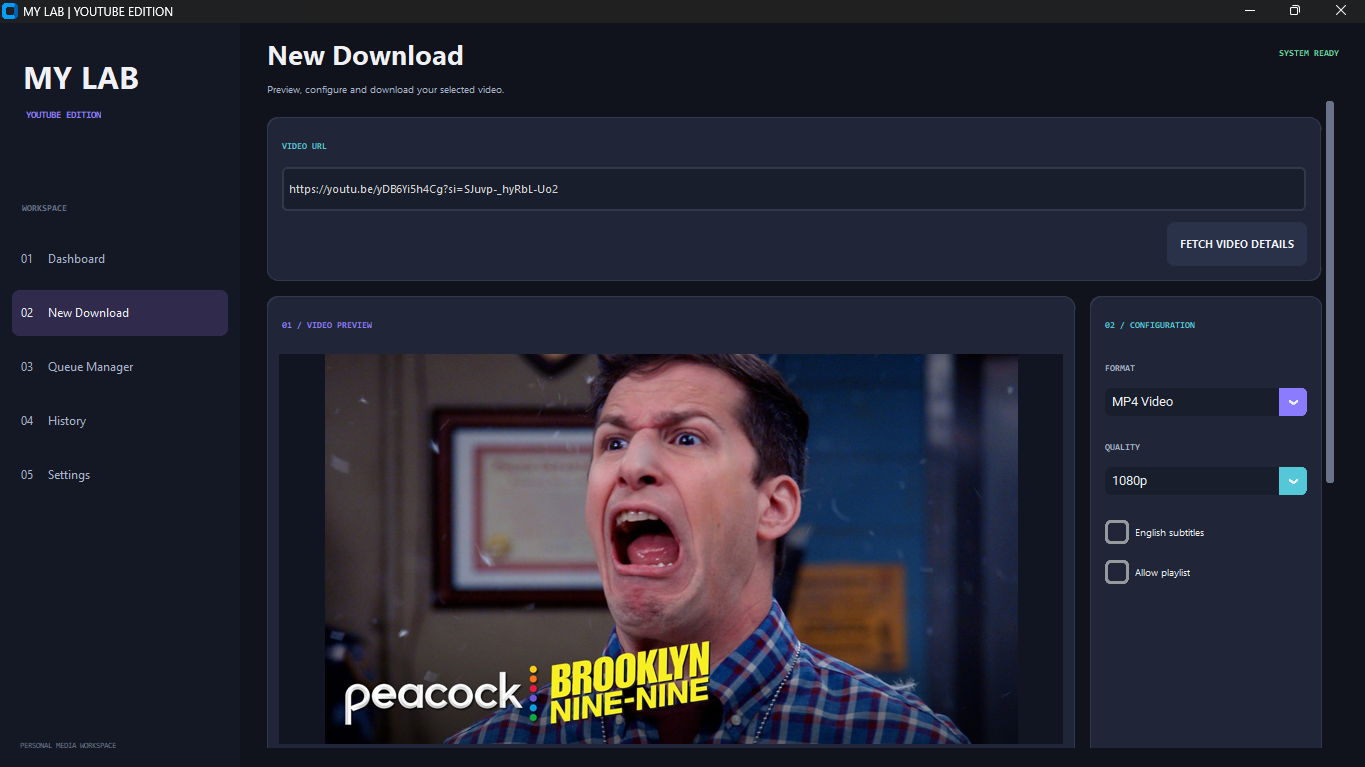 MY LAB | YOUTUBE EDITION
MY LAB
YOUTUBE EDITION
WORKSPACE
01 Dashboard
02 New Download
03 Queue Manager
04 History
05 Settings
PERSONAL MEDIA WORKSPACE
New Download
SYSTEM READY
Preview, configure and download your selected video.
VIDEO URL
https://youtu.be/yDB6Yi5h4Cg?si=SJuvp-_hyRbL-Uo2
FETCH VIDEO DETAILS
01 / VIDEO PREVIEW
peacock
BROOKLYN
NINE-NINE
02 / CONFIGURATION
FORMAT
MP4 Video
QUALITY
1080p
English subtitles
Allow playlist